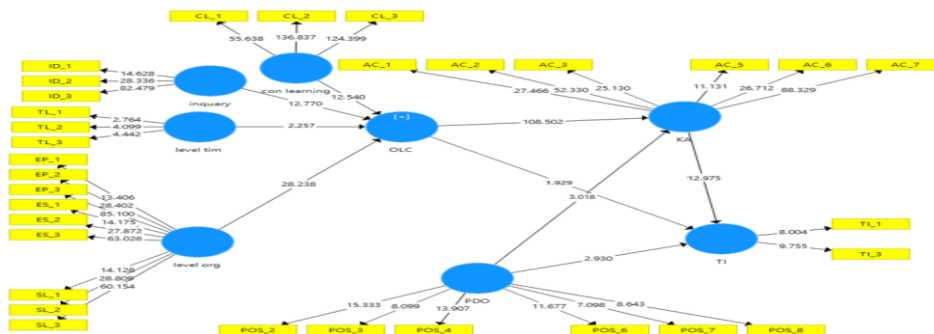 CL_1 CL_2 CL_3
55.638 136.837 124.399
con learning
ID_1
ID_2
ID_3
14.628
28.336
82.479
inquary
12.770
12.540
TL_1
TL_2
TL_3
2.764
4.099
4.442
level tim
2.257
[+]
OLC
AC_1 AC_2 AC_3 AC_5 AC_6 AC_7
27.466 52.330 25.130 11.131 26.712 88.329
108.502
KA
EP_1
EP_2
EP_3
ES_1
ES_2
ES_3
13.406
28.402
85.100
14.175
27.872
63.026
level org
28.238
14.128
28.809
60.154
SL_1
SL_2
SL_3
1.929
3.018
12.975
2.930
TI
8.004
9.755
TI_1
TI_3
PDO
15.333 8.099 13.907 11.677 7.098 8.643
POS_2 POS_3 POS_4 POS_6 POS_7 POS_8